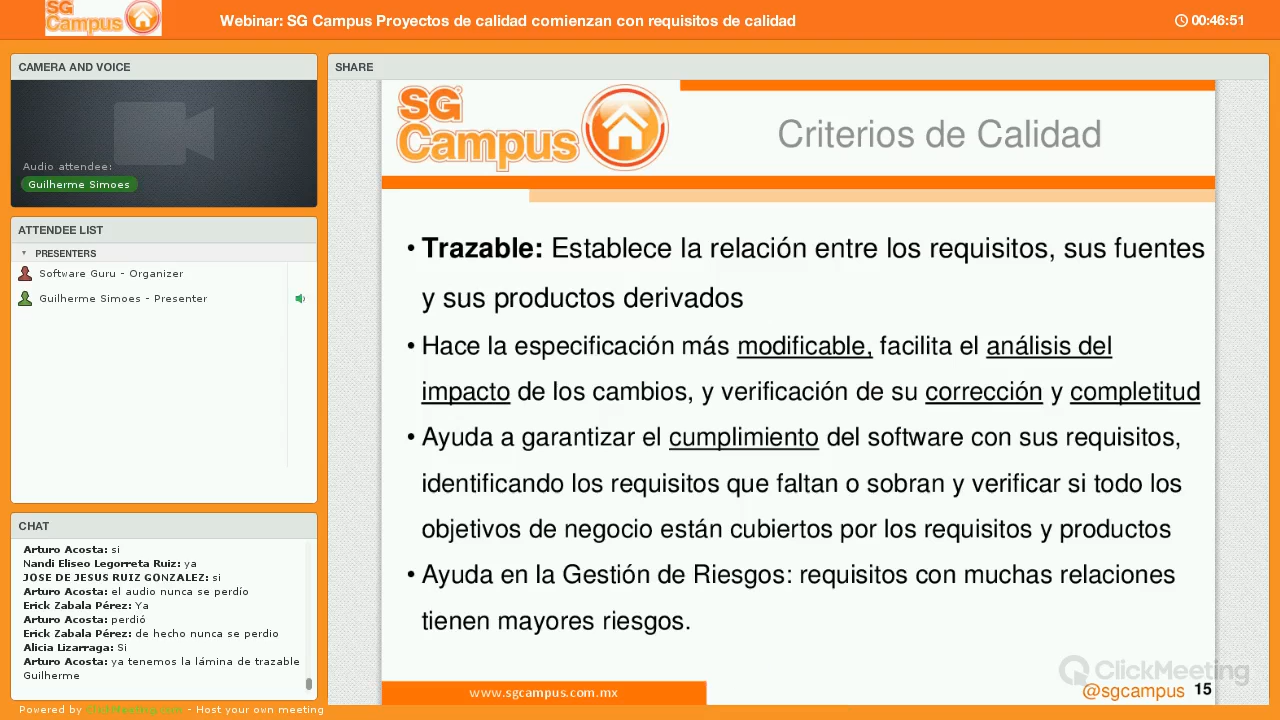 SG Campus
Webinar: SG Campus Proyectos de calidad comienzan con requisitos de calidad
00:46:51
CAMERA AND VOICE
Audio attendee:
Guilherme Simoes
ATTENDEE LIST
PRESENTERS
Software Guru - Organizer
Guilherme Simoes - Presenter
CHAT
Arturo Acosta: si
Nandi Eliseo Legorreta Ruiz: ya
JOSE DE JESUS RUIZ GONZALEZ: si
Arturo Acosta: el audio nunca se perdío
Erick Zabala Pérez: Ya
Arturo Acosta: perdió
Erick Zabala Pérez: de hecho nunca se perdio
Alicia Lizarraga: Si
Arturo Acosta: ya tenemos la lámina de trazable
Guilherme
Powered by ClickMeeting.com - Host your own meeting
SHARE
SG
Campus
Criterios de Calidad
• Trazable: Establece la relación entre los requisitos, sus fuentes
y sus productos derivados
• Hace la especificación más modificable, facilita el análisis del
impacto de los cambios, y verificación de su corrección y completitud
• Ayuda a garantizar el cumplimiento del software con sus requisitos,
identificando los requisitos que faltan o sobran y verificar si todo los
objetivos de negocio están cubiertos por los requisitos y productos
• Ayuda en la Gestión de Riesgos: requisitos con muchas relaciones
tienen mayores riesgos.
ClickMeeting
www.sgcampus.com.mx
@sgcampus 15